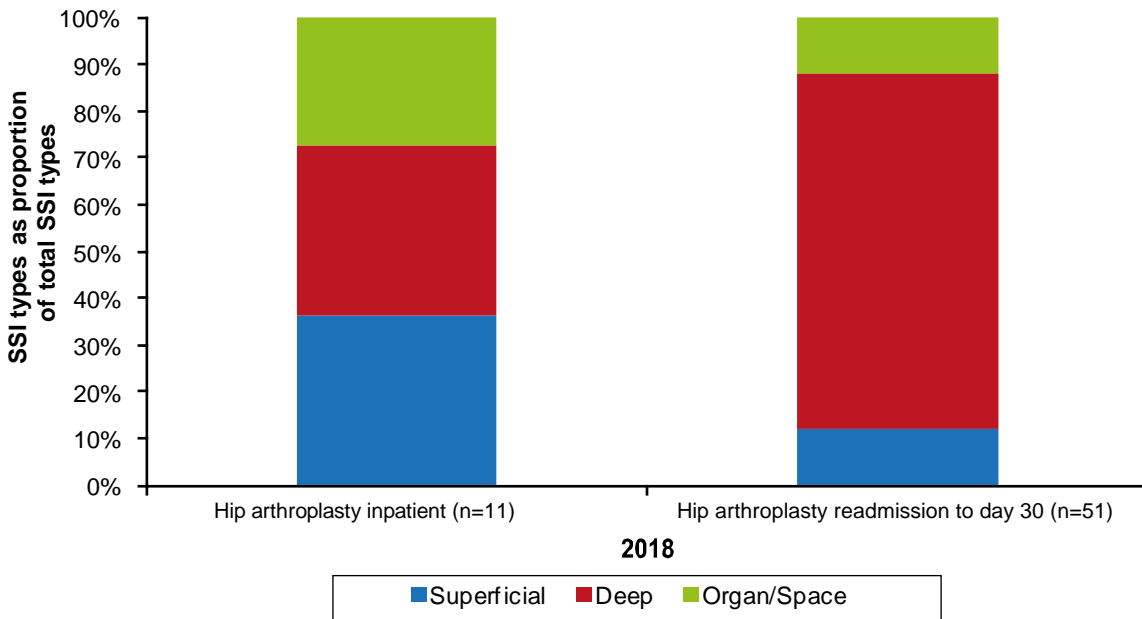 100%
90%
80%
70%
60%
50%
40%
30%
20%
10%
0%
SSI types as proportion
of total SSI types
Hip arthroplasty inpatient (n=11)
Hip arthroplasty readmission to day 30 (n=51)
2018
Superficial Deep Organ/Space